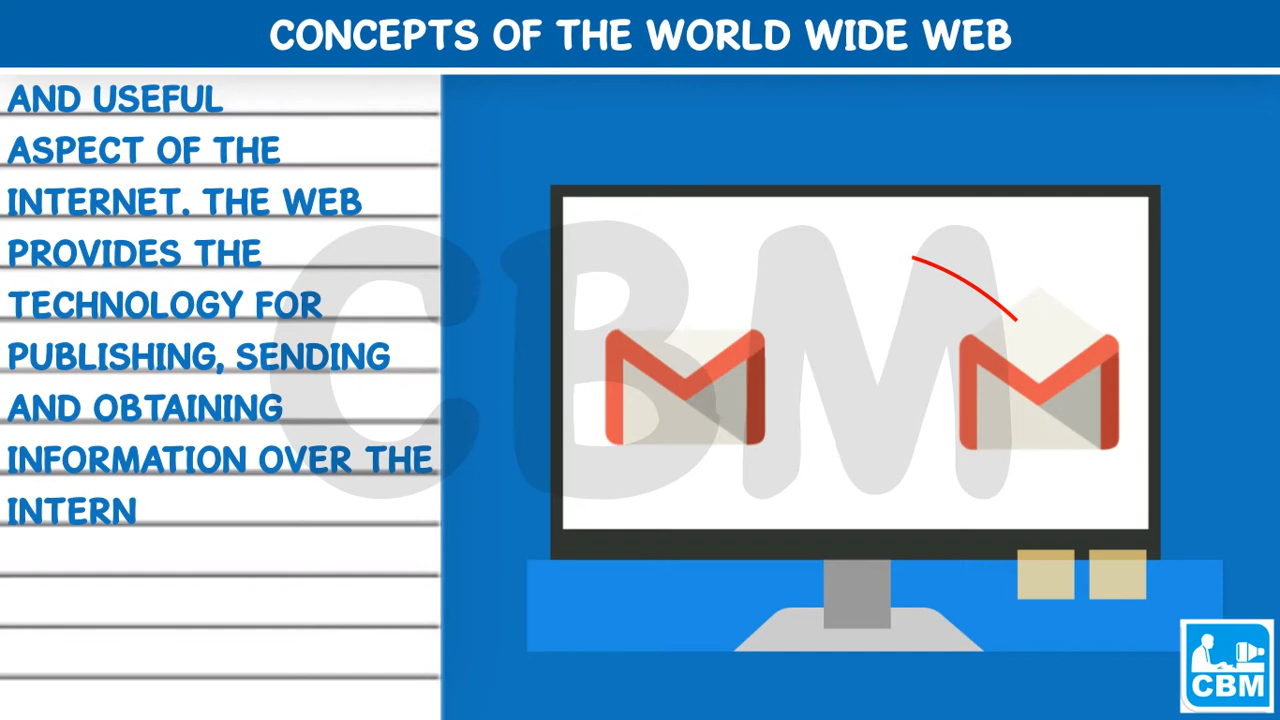 CONCEPTS OF THE WORLD WIDE WEB
AND USEFUL
ASPECT OF THE
INTERNET. THE WEB
PROVIDES THE
TECHNOLOGY FOR
PUBLISHING, SENDING
AND OBTAINING
INFORMATION OVER THE
INTERN
CBM
CBM